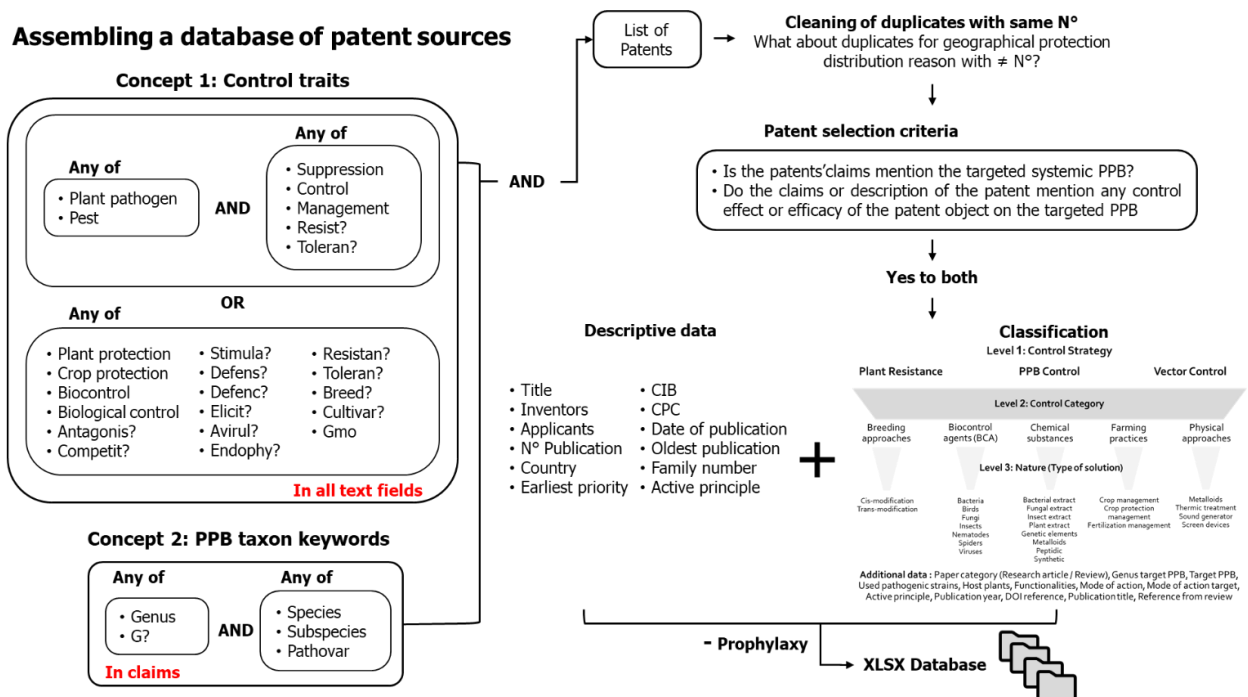 Assembling a database of patent sources
Concept 1: Control traits
Any of
• Plant pathogen
• Pest
AND
Any of
• Suppression
• Control
• Management
• Resist?
• Toleran?
OR
Any of
• Plant protection
• Crop protection
• Biocontrol
• Biological control
• Antagonis?
• Competit?
• Stimula?
• Defens?
• Defenc?
• Elicit?
• Avirul?
• Endophy?
• Resistan?
• Toleran?
• Breed?
• Cultivar?
• Gmo
In all text fields
Concept 2: PPB taxon keywords
Any of
• Genus
• G?
AND
Any of
• Species
• Subspecies
• Pathovar
In claims
AND
List of
Patents
Cleaning of duplicates with same N°
What about duplicates for geographical protection
distribution reason with ≠ N°?
Patent selection criteria
• Is the patents'claims mention the targeted systemic PPB?
• Do the claims or description of the patent mention any control
effect or efficacy of the patent object on the targeted PPB
Yes to both
Descriptive data
• Title
• Inventors
• Applicants
• N° Publication
• Country
• Earliest priority
• CIB
• CPC
• Date of publication
• Oldest publication
• Family number
• Active principle
+
Classification
Level 1: Control Strategy
Plant Resistance
PPB Control
Vector Control
Level 2: Control Category
Breeding
approaches
Biocontrol
agents (BCA)
Chemical
substances
Farming
practices
Physical
approaches
Level 3: Nature (Type of solution)
Cis-modification
Trans-modification
Bacteria
Birds
Fungi
Insects
Nematodes
Spiders
Viruses
Bacterial extract
Fungal extract
Insect extract
Plant extract
Genetic elements
Metalloids
Peptidic
Synthetic
Crop management
Crop protection
management
Fertilization management
Metalloids
Thermic treatment
Sound generator
Screen devices
Additional data : Paper category (Research article / Review), Genus target PPB, Target PPB,
Used pathogenic strains, Host plants, Functionalities, Mode of action, Mode of action target,
Active principle, Publication year, DOI reference, Publication title, Reference from review
- Prophylaxy
XLSX Database